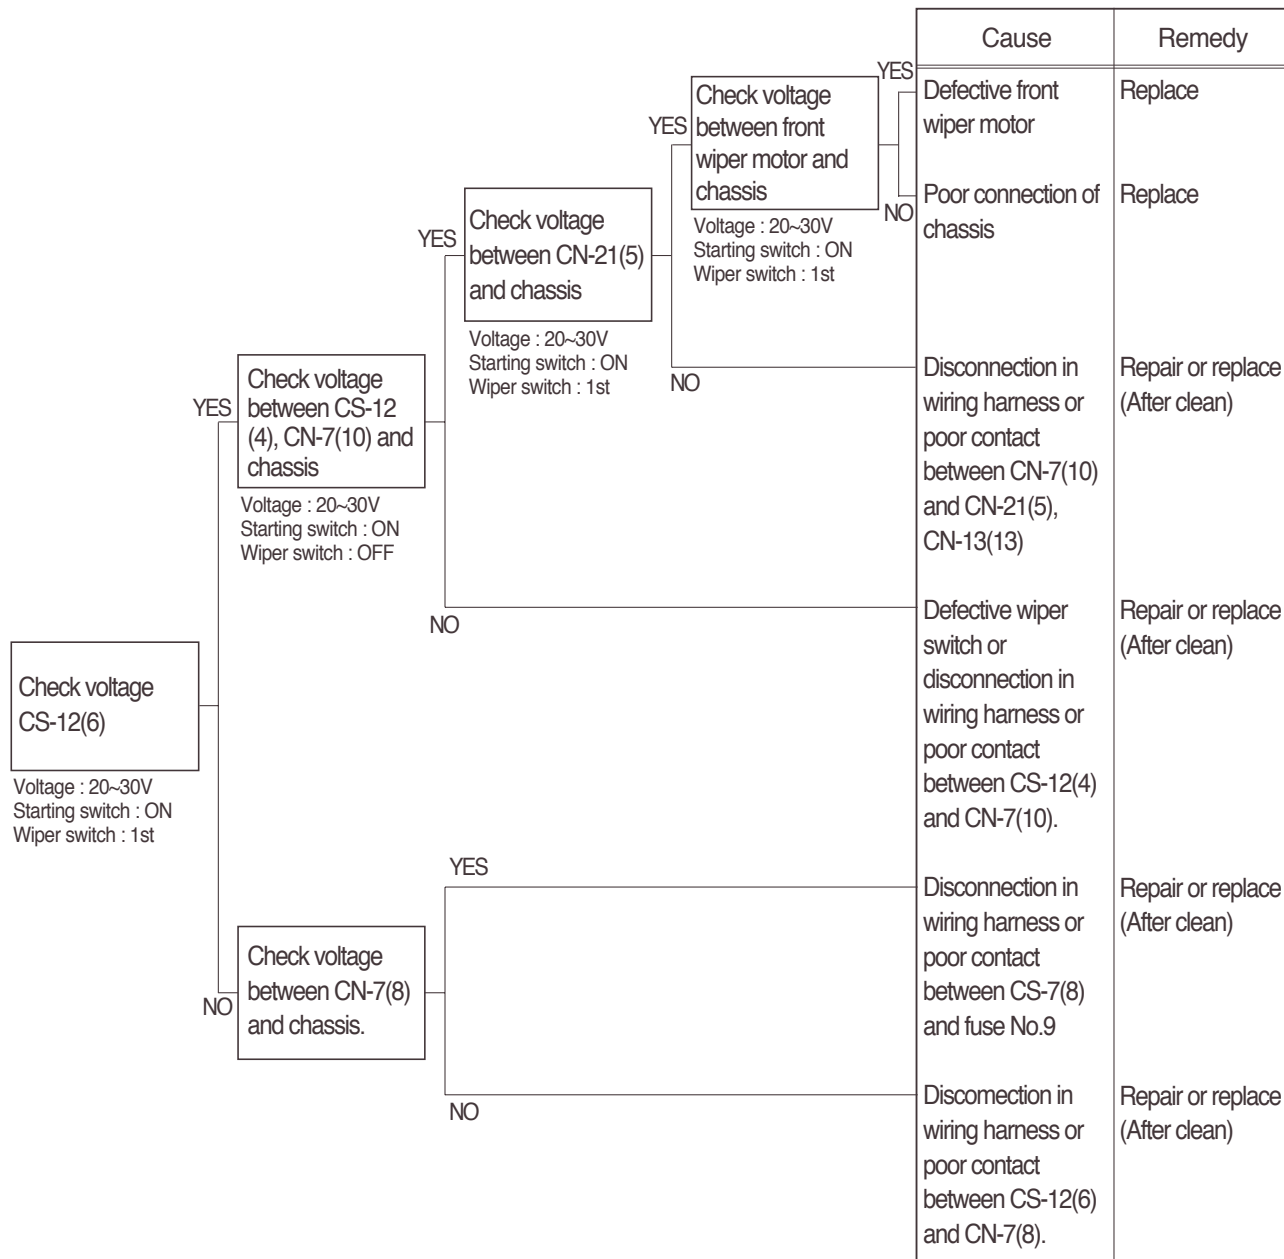 Cause
Remedy
YES
Defective front
wiper motor
Replace
Check voltage
between front
wiper motor and
chassis
YES
NO
Poor connection of
chassis
Replace
Voltage : 20~30V
Starting switch : ON
Wiper switch : 1st
Check voltage
between CN-21(5)
and chassis
YES
Voltage : 20~30V
Starting switch : ON
Wiper switch : 1st
NO
Disconnection in
wiring harness or
poor contact
between CN-7(10)
and CN-21(5),
CN-13(13)
Repair or replace
(After clean)
YES
Check voltage
between CS-12
(4), CN-7(10) and
chassis
Voltage : 20~30V
Starting switch : ON
Wiper switch : OFF
NO
Defective wiper
switch or
disconnection in
wiring harness or
poor contact
between CS-12(4)
and CN-7(10).
Repair or replace
(After clean)
Check voltage
CS-12(6)
Voltage : 20~30V
Starting switch : ON
Wiper switch : 1st
YES
Disconnection in
wiring harness or
poor contact
between CS-7(8)
and fuse No.9
Repair or replace
(After clean)
NO
Check voltage
between CN-7(8)
and chassis.
NO
Discomection in
wiring harness or
poor contact
between CS-12(6)
and CN-7(8).
Repair or replace
(After clean)